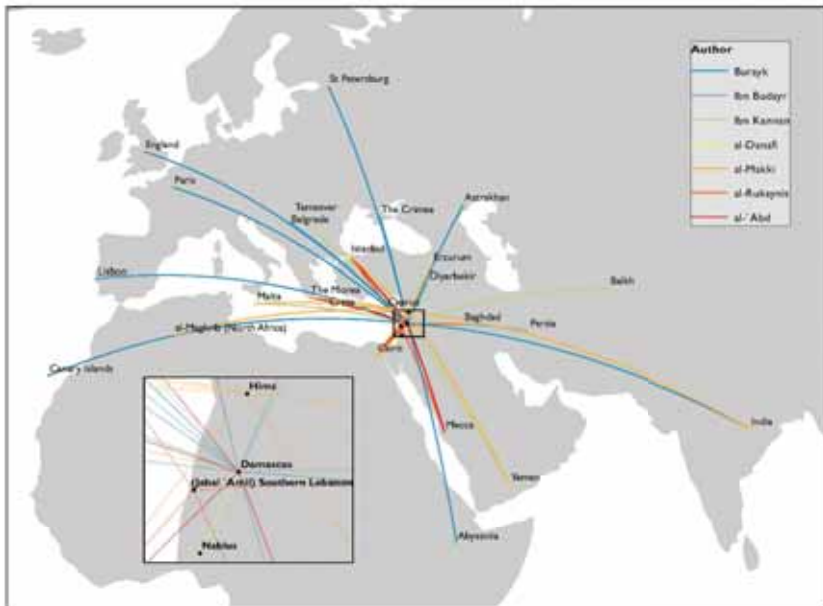 Author
Burayk
Ibn Budayr
Ibn Kannan
al-Danafi
al-Makki
al-Rukaynis
al-'Abd
St Petersburg
England
Paris
Temesvar
Belgrade
The Crimea
Astrakhan
Istanbul
Erzurum
Diyarbakir
Lisbon
The Morea
Malta
Crete
Cyprus
Balkh
al-Maghrib (North Africa)
Baghdad
Persia
Cairo
Canary Islands
Hims
Mecca
India
Damascus
(Jabal 'Amil) Southern Lebanon
Yemen
Nablus
Abyssinia